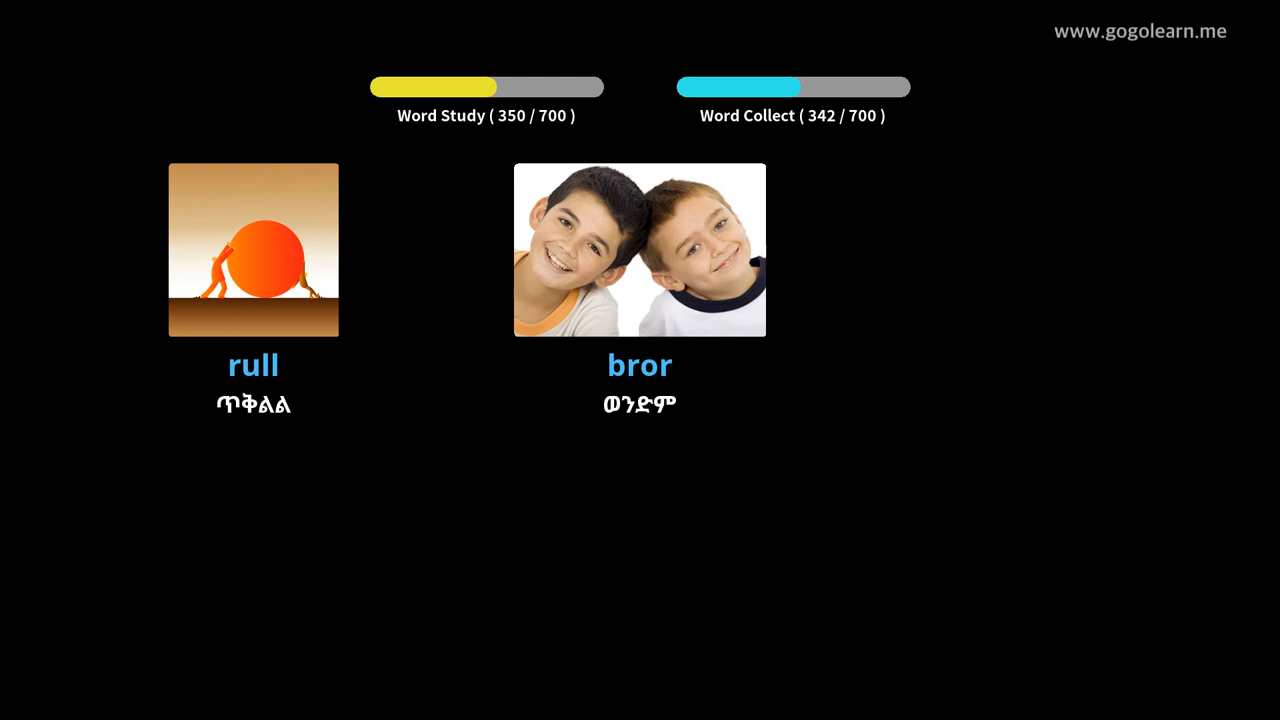 www.gogolearn.me
Word Study ( 350 / 700 )
Word Collect ( 342 / 700 )
rull
ጥቅልል
bror
ወንድም